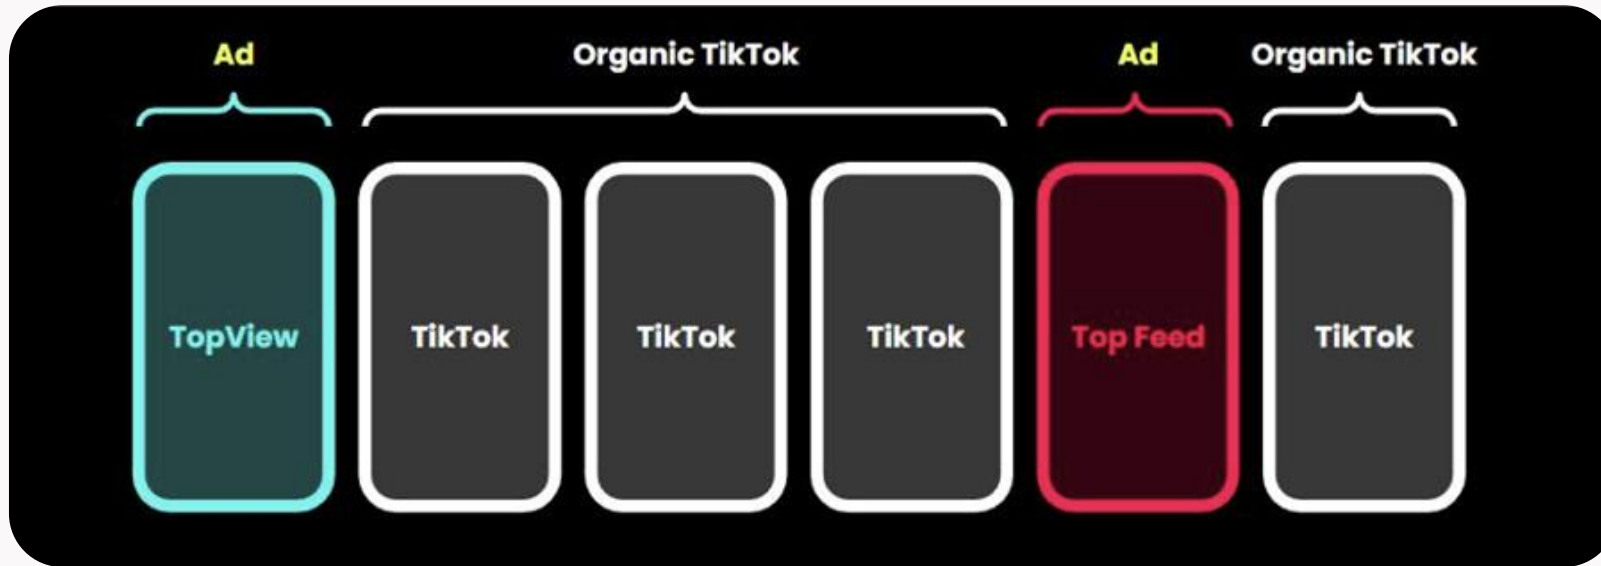 Ad
Organic TikTok
Ad
Organic TikTok
TopView
TikTok
TikTok
TikTok
Top Feed
TikTok